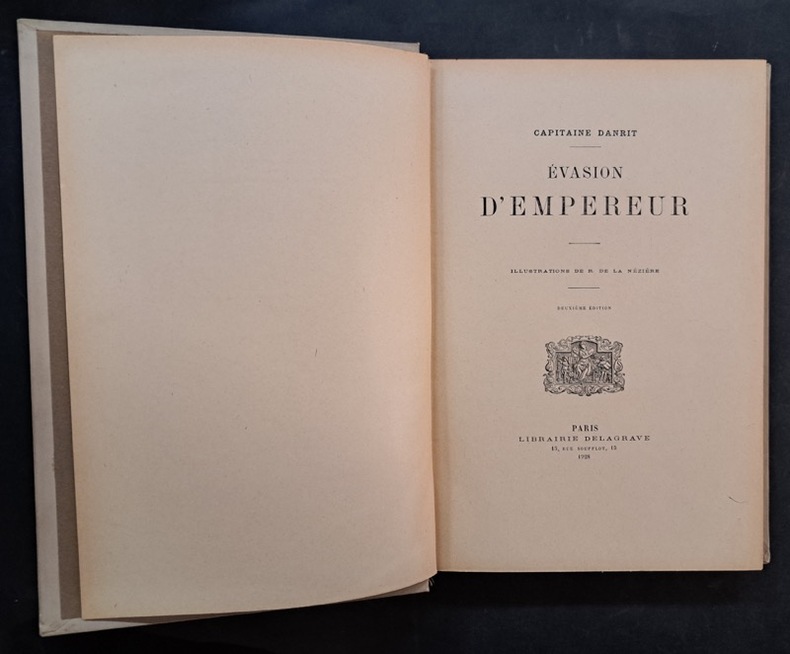 CAPITAINE DANRIT
ÉVASION
D'EMPEREUR
ILLUSTRATIONS DE R. DE LA NÉZIÈRE
DEUXIÈME ÉDITION
PARIS
LIBRAIRIE DELAGRAVE
15, RUE SOUFFLOT, 15
1928